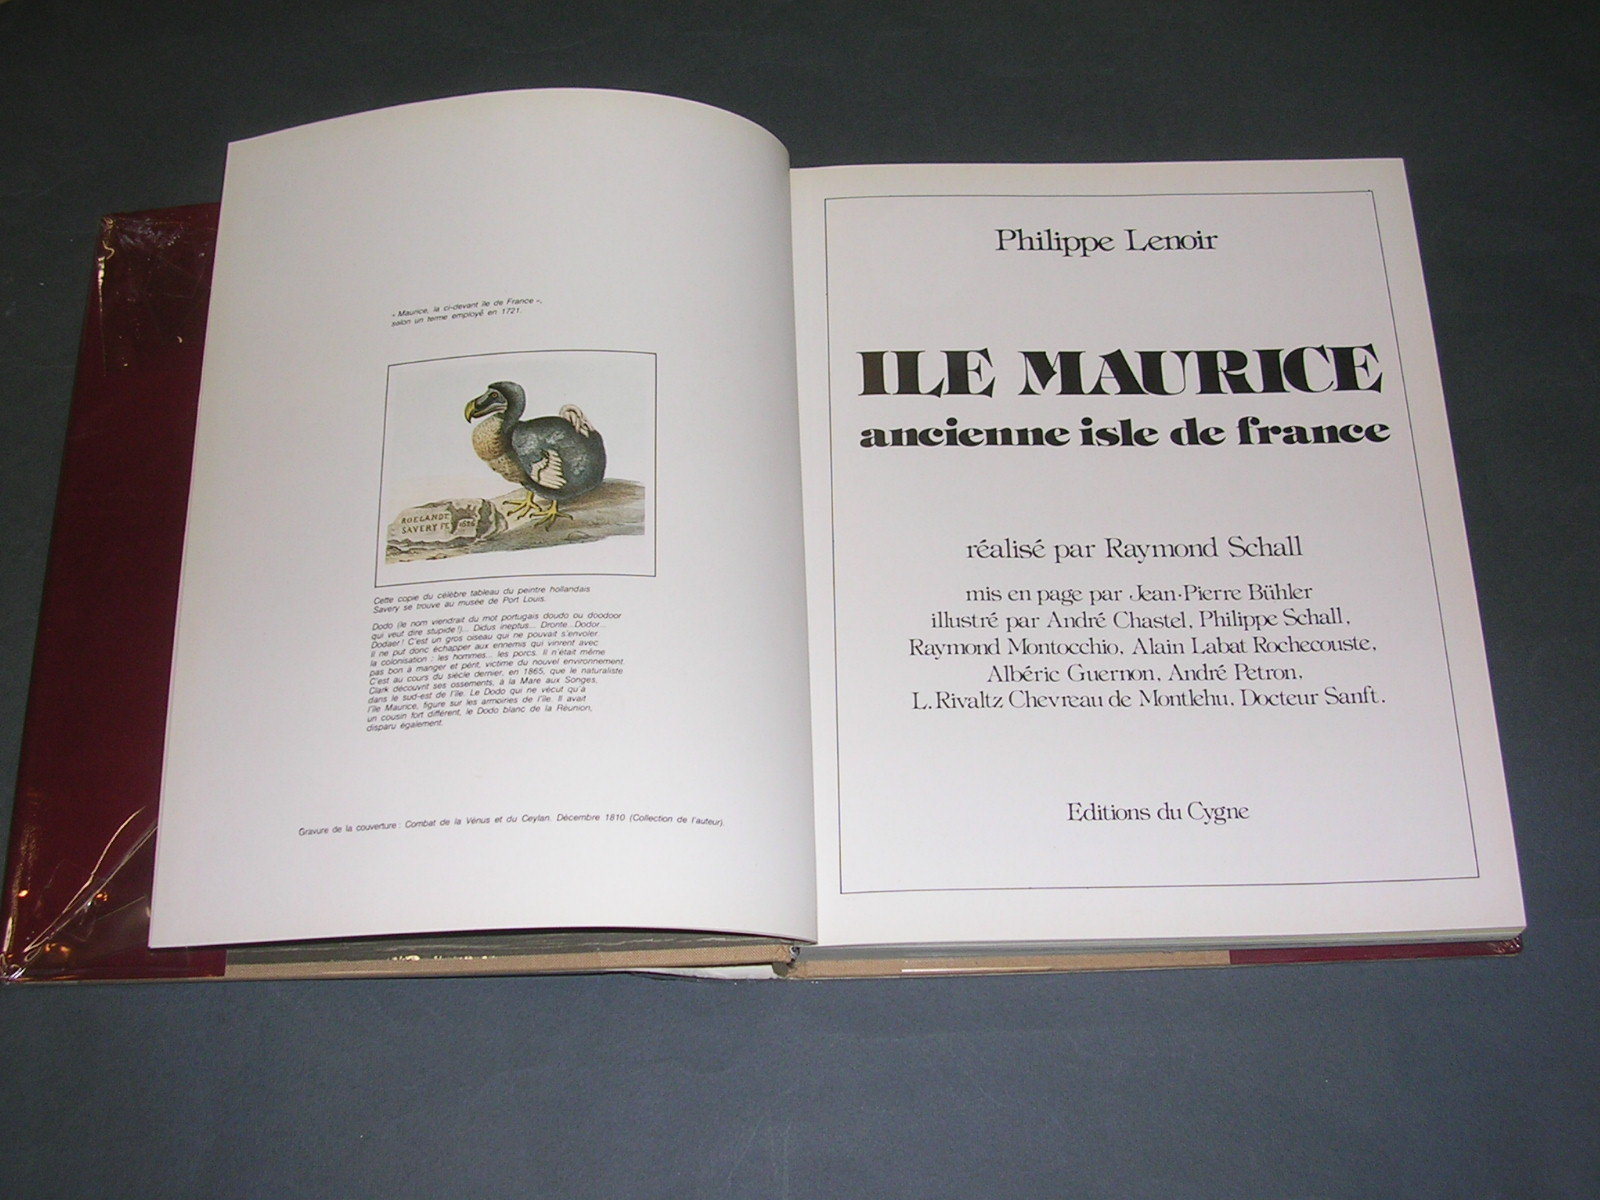 « Maurice, la ci-devant île de France »,
selon un terme employé en 1721.
ROELANDT
SAVERY FE 1626
Cette copie du célèbre tableau du peintre hollandais
Savery se trouve au musée de Port Louis.
Dodo (le nom viendrait du mot portugais doudo ou doodoor
qui veut dire stupide !)... Didus ineptus... Dronte...Dodor...
Dodaer ! C'est un gros oiseau qui ne pouvait s'envoler.
Il ne put donc échapper aux ennemis qui vinrent avec
la colonisation : les hommes... les porcs. Il n'était même
pas bon à manger et périt, victime du nouvel environnement.
C'est au cours du siècle dernier, en 1865, que le naturaliste
Clark découvrit ses ossements, à la Mare aux Songes,
dans le sud-est de l'île. Le Dodo qui ne vécut qu'à
l'île Maurice, figure sur les armoiries de l'île. Il avait
un cousin fort différent, le Dodo blanc de la Réunion,
disparu également.
Gravure de la couverture : Combat de la Vénus et du Ceylan. Décembre 1810 (Collection de l'auteur).
Philippe Lenoir
ILE MAURICE
ancienne isle de france
réalisé par Raymond Schall
mis en page par Jean-Pierre Bühler
illustré par André Chastel, Philippe Schall,
Raymond Montocchio, Alain Labat Rochecouste,
Albéric Guernon, André Petron,
L. Rivaltz Chevreau de Montlehu, Docteur Sanft.
Editions du Cygne